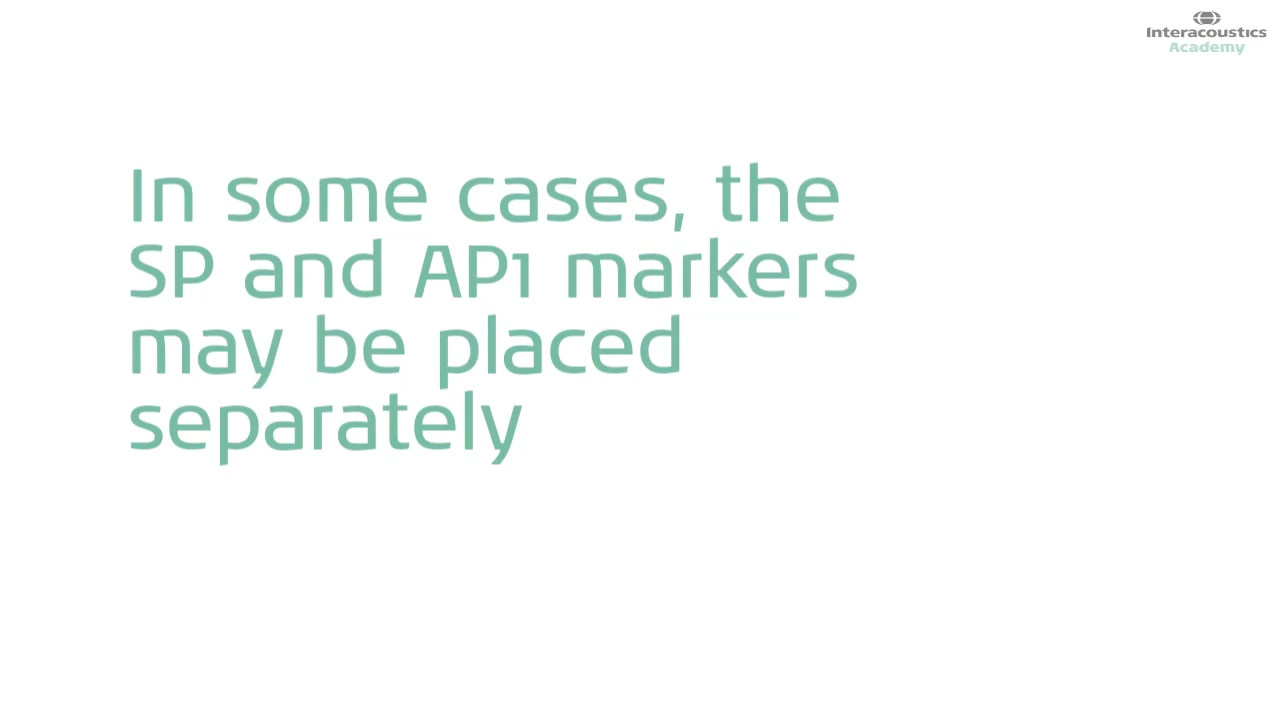 Interacoustics
Academy
In some cases, the
SP and AP1 markers
may be placed
separately